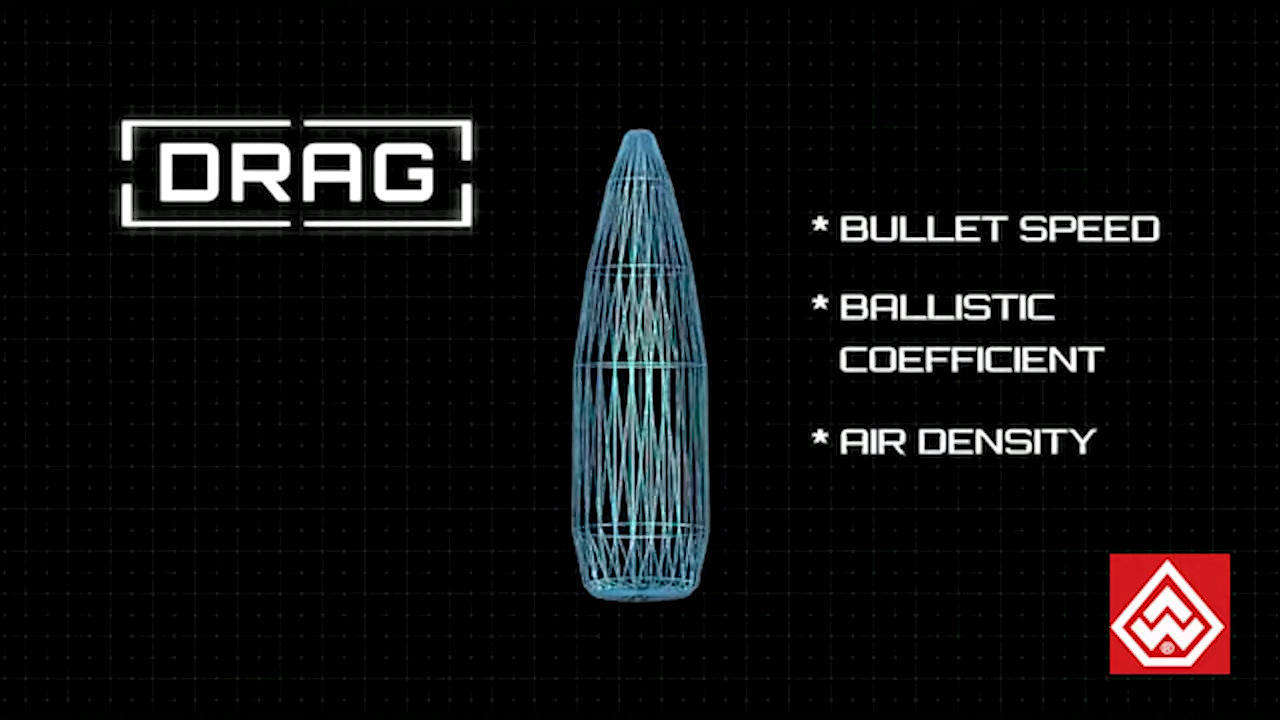 DRAG
* BULLET SPEED
* BALLISTIC
COEFFICIENT
* AIR DENSITY
®